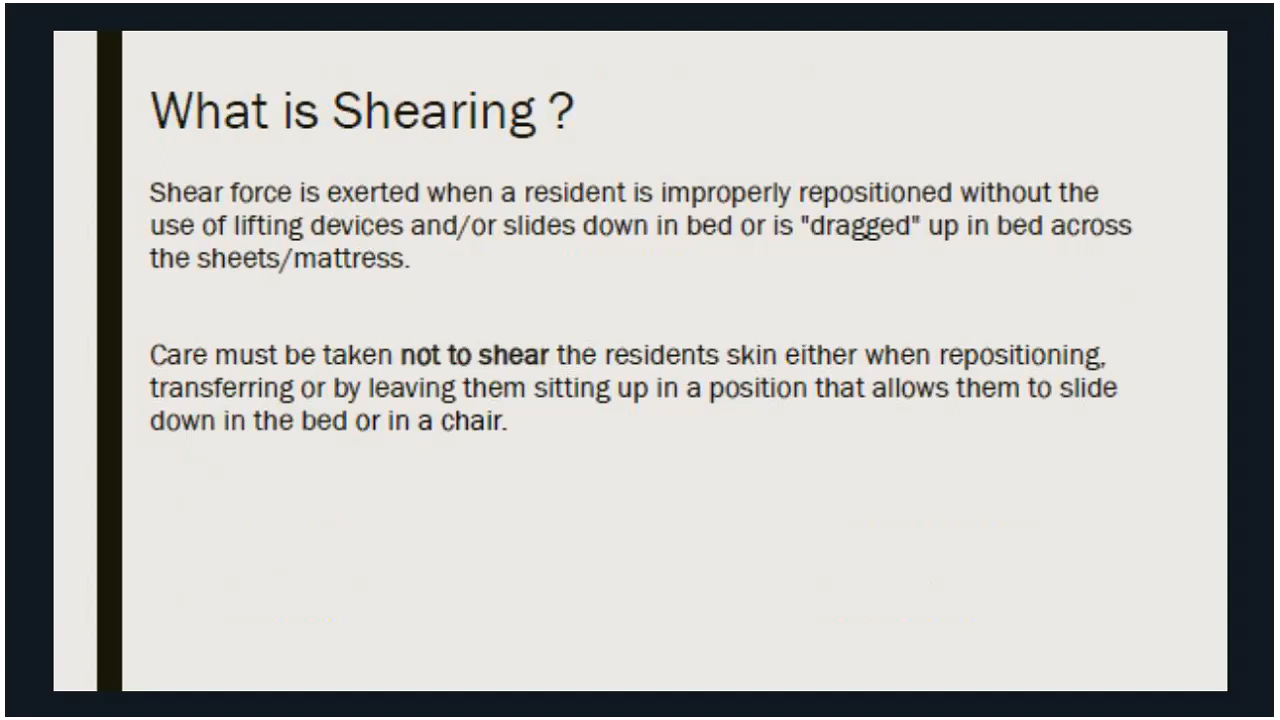 What is Shearing ?
Shear force is exerted when a resident is improperly repositioned without the
use of lifting devices and/or slides down in bed or is "dragged" up in bed across
the sheets/mattress.
Care must be taken not to shear the residents skin either when repositioning,
transferring or by leaving them sitting up in a position that allows them to slide
down in the bed or in a chair.